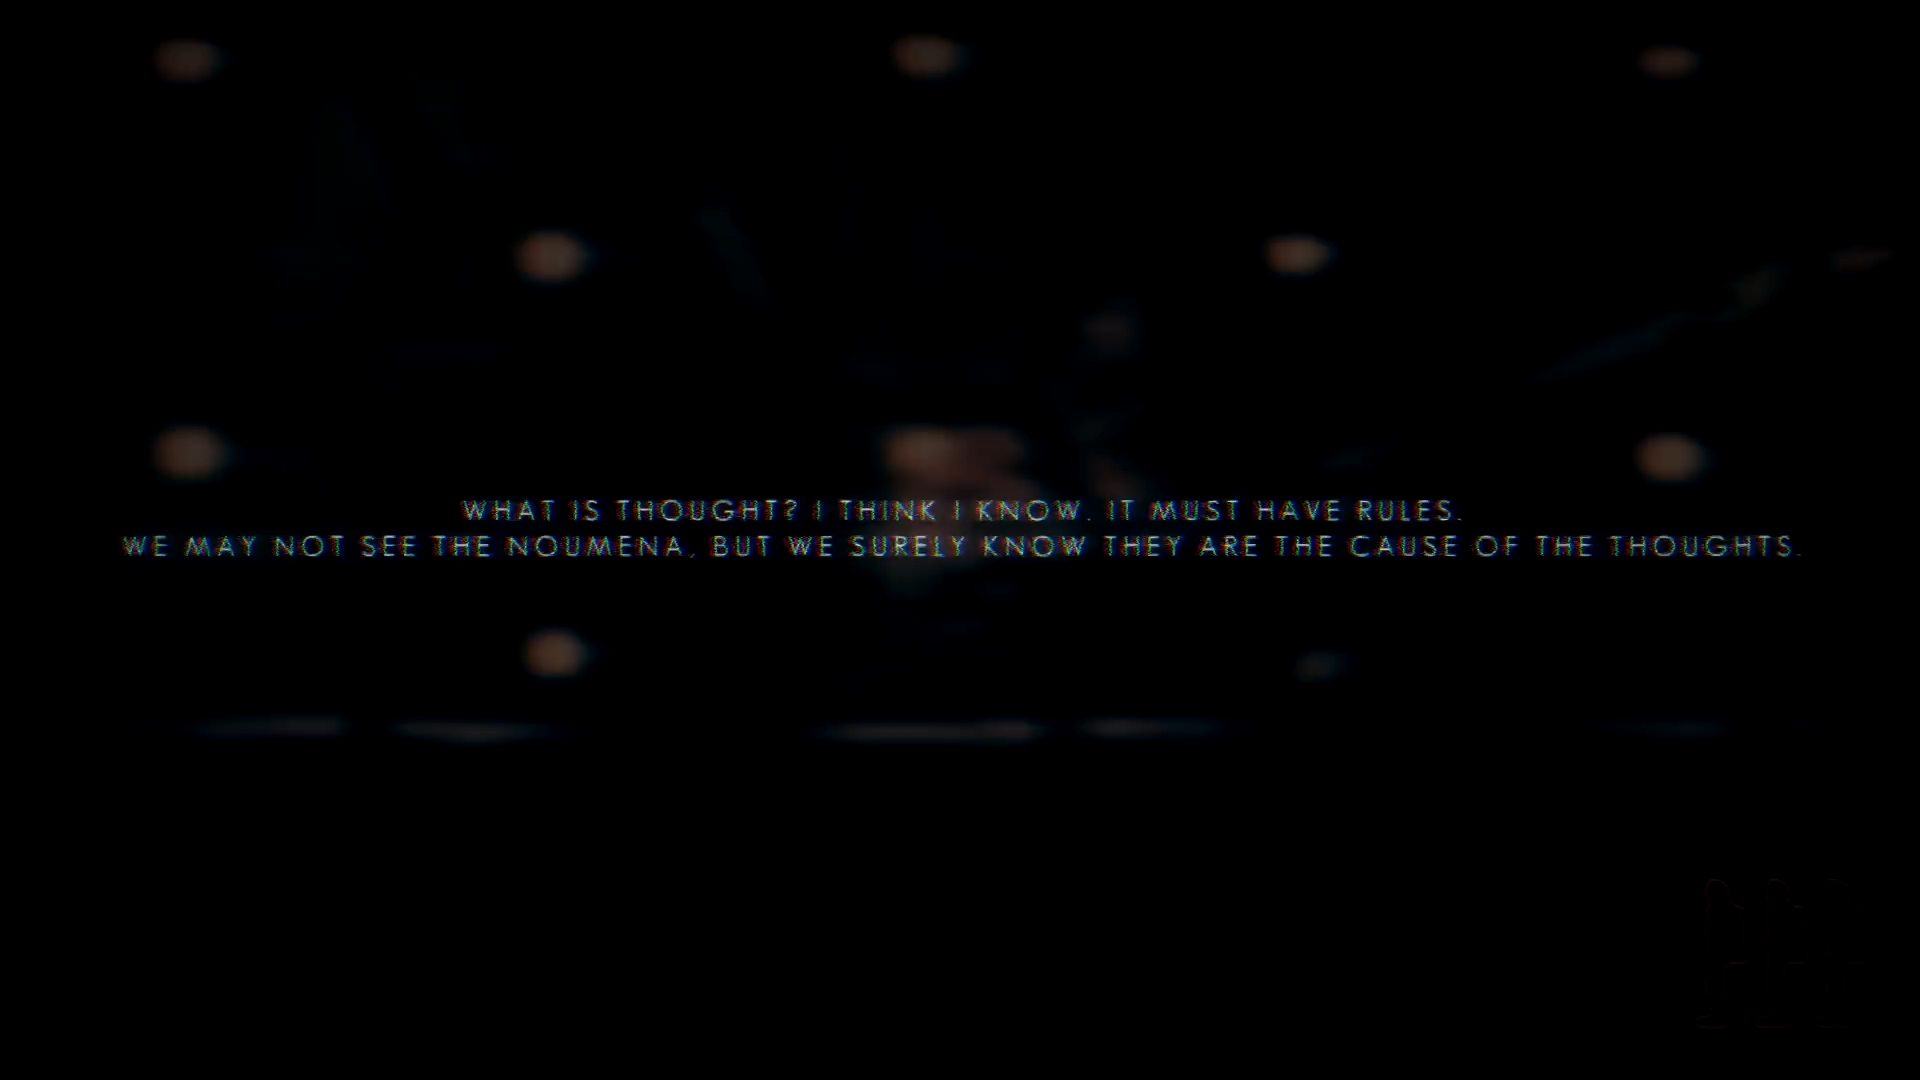 WHAT IS THOUGHT? I THINK I KNOW. IT MUST HAVE RULES.
WE MAY NOT SEE THE NOUMENA, BUT WE SURELY KNOW THEY ARE THE CAUSE OF THE THOUGHTS.